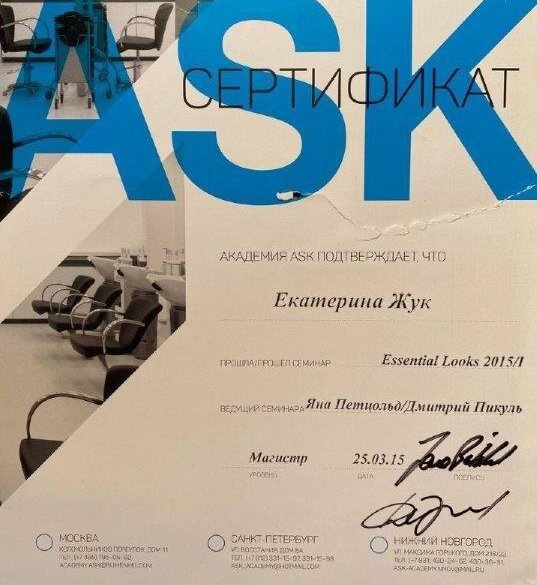 ASK
СЕРТИФИКАТ
АКАДЕМИЯ ASK ПОДТВЕРЖДАЕТ, ЧТО
Екатерина Жук
ПРОШЛА/ПРОШЕЛ СЕМИНАР Essential Looks 2015/1
ВЕДУЩИЙ СЕМИНАРА Яна Петцольд/Дмитрий Пикуль
Магистр 25.03.15
УРОВЕНЬ ДАТА ПОДПИСЬ
МОСКВА САНКТ-ПЕТЕРБУРГ НИЖНИЙ НОВГОРОД